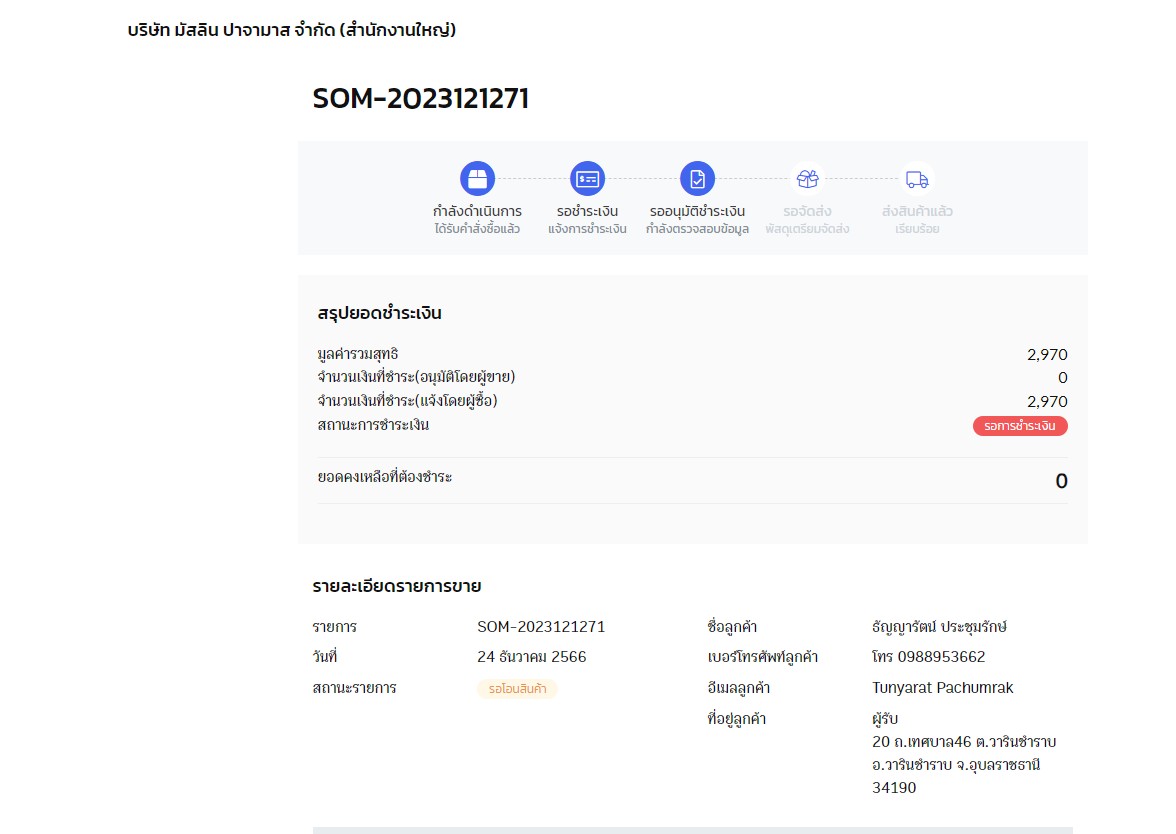 บริษัท มัสลิน ปาจามาส จำกัด (สำนักงานใหญ่)
SOM-2023121271
กำลังดำเนินการ
ได้รับคำสั่งซื้อแล้ว
รอชำระเงิน
แจ้งการชำระเงิน
รออนุมัติชำระเงิน
กำลังตรวจสอบข้อมูล
รอจัดส่ง
พัสดุเตรียมจัดส่ง
ส่งสินค้าแล้ว
เรียบร้อย
สรุปยอดชำระเงิน
มูลค่ารวมสุทธิ 2,970
จำนวนเงินที่ชำระ(อนุมัติโดยผู้ขาย) 0
จำนวนเงินที่ชำระ(แจ้งโดยผู้ซื้อ) 2,970
สถานะการชำระเงิน รอการชำระเงิน
ยอดคงเหลือที่ต้องชำระ 0
รายละเอียดรายการขาย
รายการ SOM-2023121271
วันที่ 24 ธันวาคม 2566
สถานะรายการ รอโอนสินค้า
ชื่อลูกค้า ธัญญารัตน์ ประชุมรักษ์
เบอร์โทรศัพท์ลูกค้า โทร 0988953662
อีเมลลูกค้า Tunyarat Pachumrak
ที่อยู่ลูกค้า ผู้รับ
20 ถ.เทศบาล46 ต.วารินชำราบ
อ.วารินชำราบ จ.อุบลราชธานี
34190